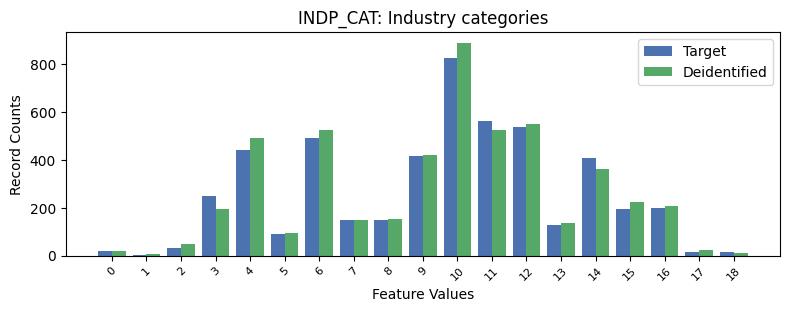 INDP_CAT: Industry categories
Target
Deidentified
Record Counts
800
600
400
200
0
0 1 2 3 4 5 6 7 8 9 10 11 12 13 14 15 16 17 18
Feature Values